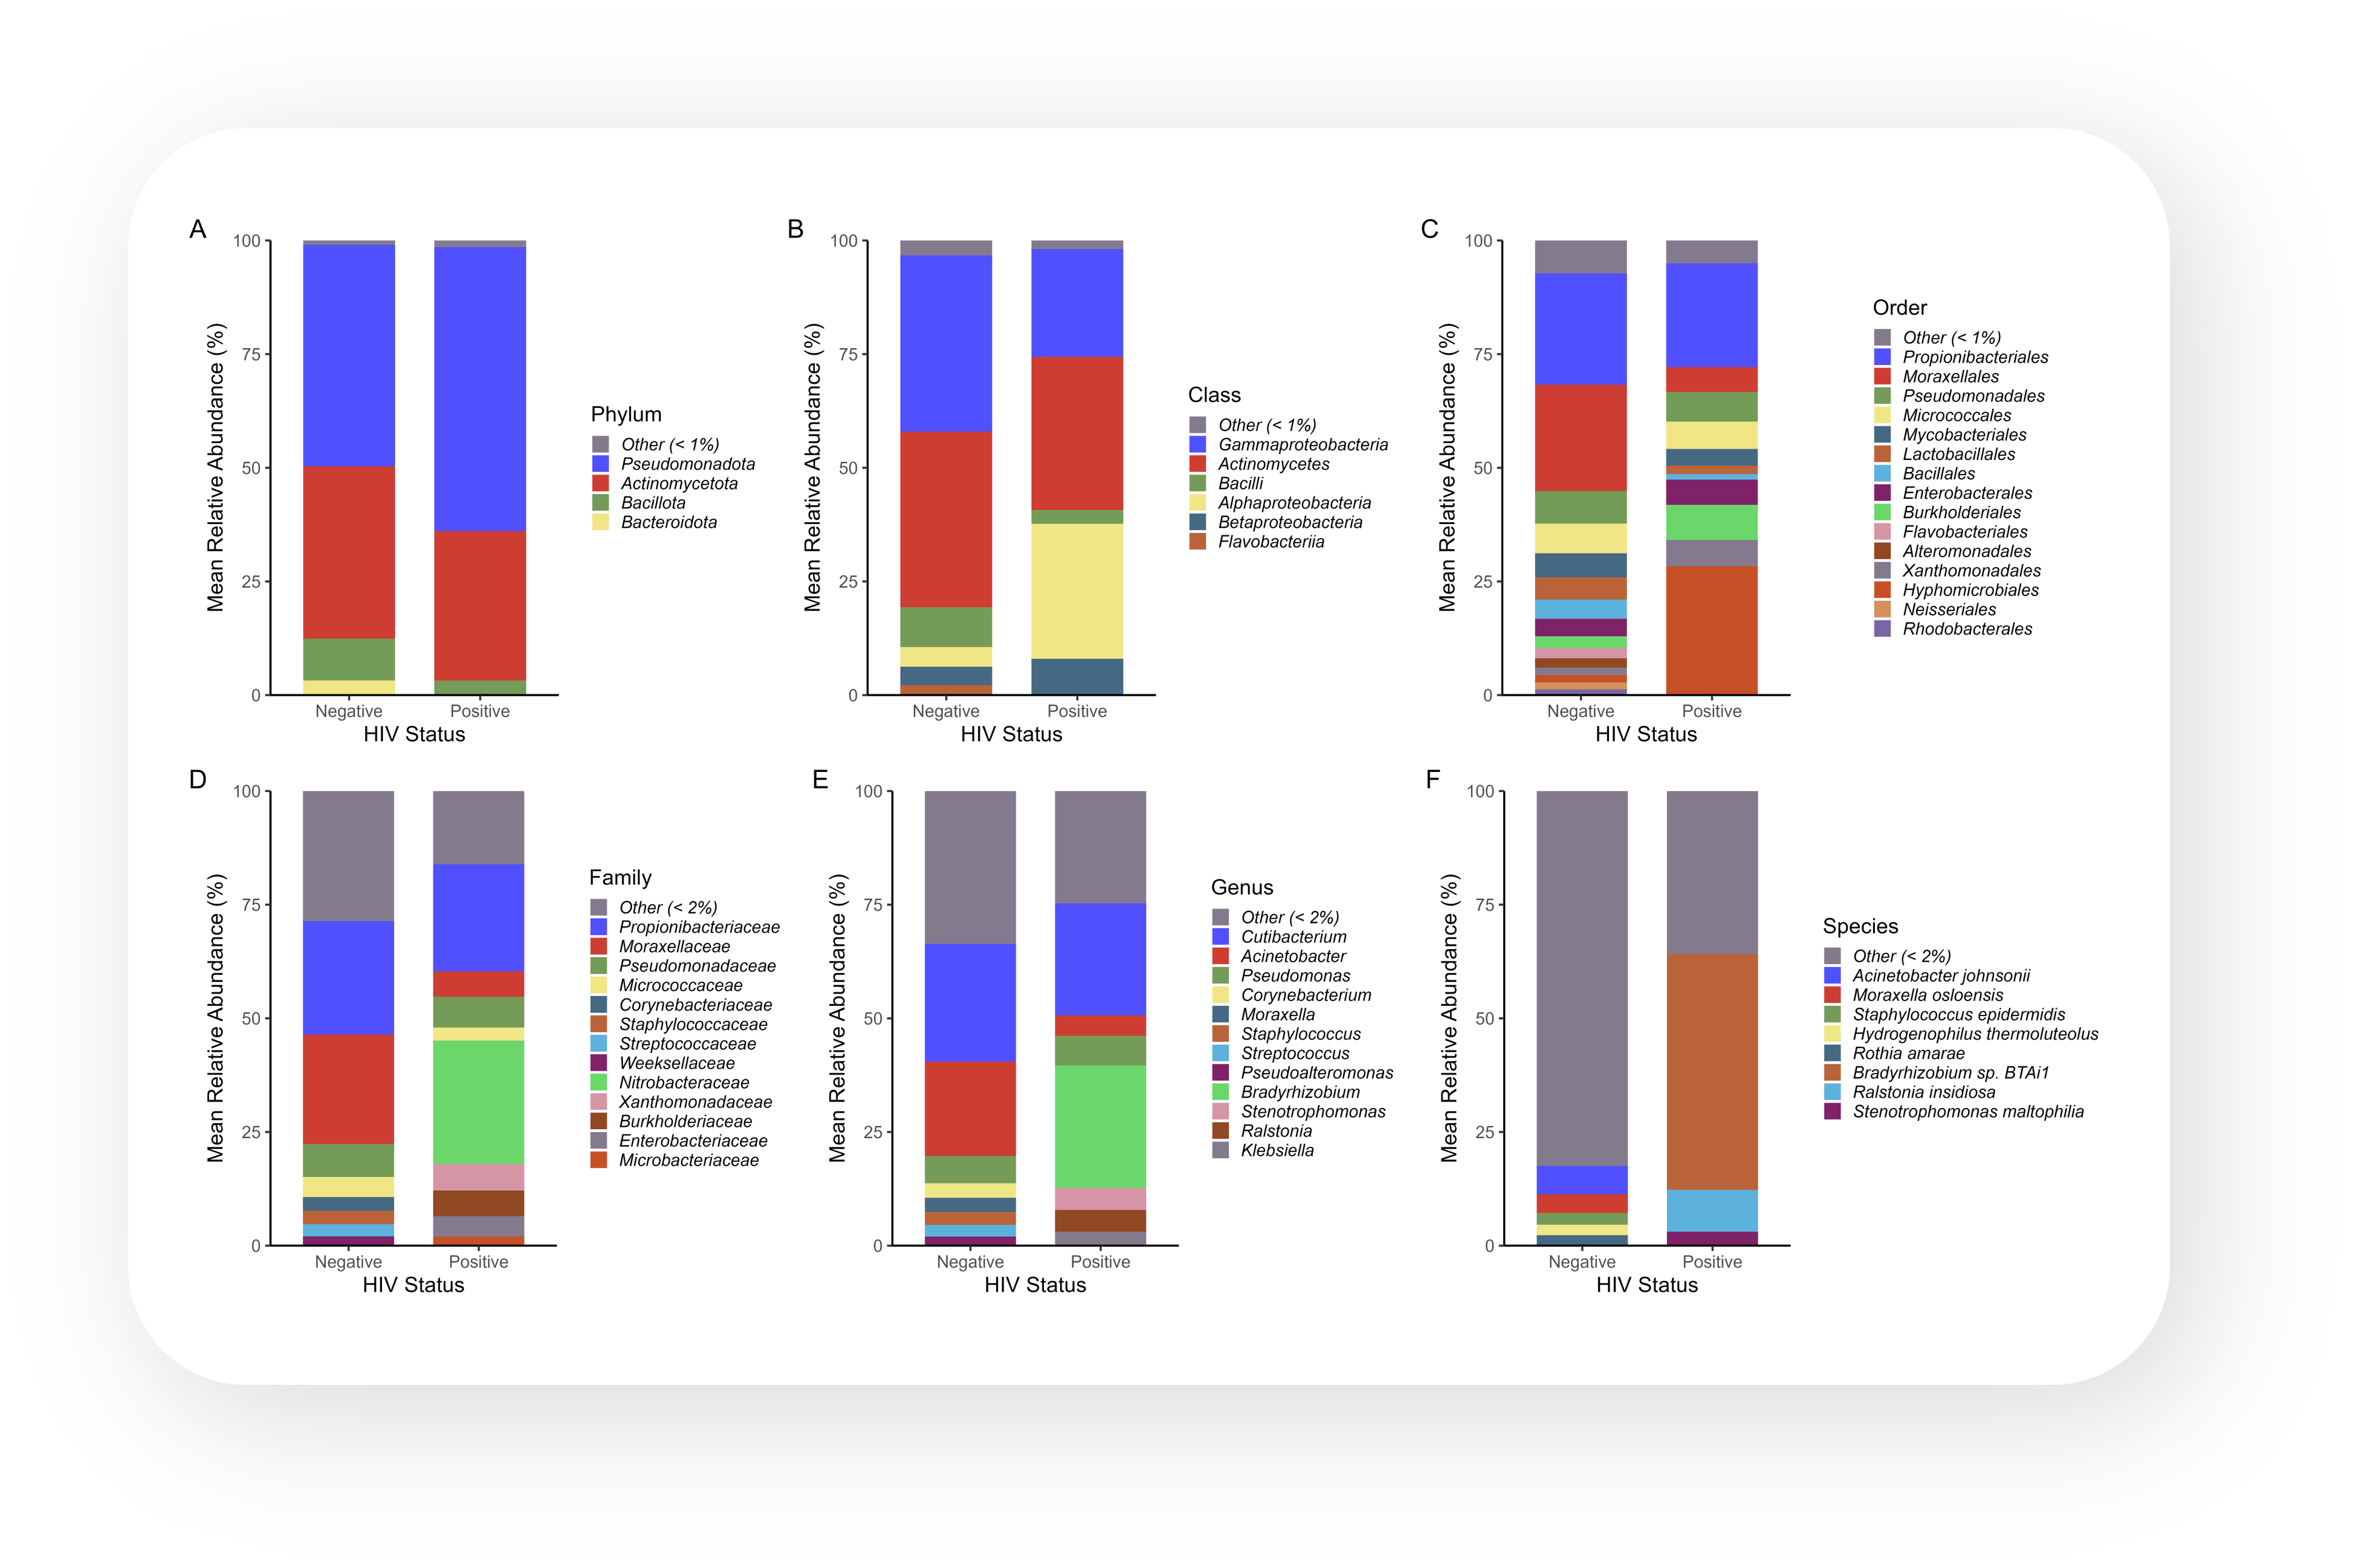 A
100
75
50
25
0
Mean Relative Abundance (%)
Negative
Positive
HIV Status
Phylum
Other (< 1%)
Pseudomonadota
Actinomycetota
Bacillota
Bacteroidota
B
100
75
50
25
0
Mean Relative Abundance (%)
Negative
Positive
HIV Status
Class
Other (< 1%)
Gammaproteobacteria
Actinomycetes
Bacilli
Alphaproteobacteria
Betaproteobacteria
Flavobacteriia
C
100
75
50
25
0
Mean Relative Abundance (%)
Negative
Positive
HIV Status
Order
Other (< 1%)
Propionibacteriales
Moraxellales
Pseudomonadales
Micrococcales
Mycobacteriales
Lactobacillales
Bacillales
Enterobacterales
Burkholderiales
Flavobacteriales
Alteromonadales
Xanthomonadales
Hyphomicrobiales
Neisseriales
Rhodobacterales
D
100
75
50
25
0
Mean Relative Abundance (%)
Negative
Positive
HIV Status
Family
Other (< 2%)
Propionibacteriaceae
Moraxellaceae
Pseudomonadaceae
Micrococcaceae
Corynebacteriaceae
Staphylococcaceae
Streptococcaceae
Weeksellaceae
Nitrobacteraceae
Xanthomonadaceae
Burkholderiaceae
Enterobacteriaceae
Microbacteriaceae
E
100
75
50
25
0
Mean Relative Abundance (%)
Negative
Positive
HIV Status
Genus
Other (< 2%)
Cutibacterium
Acinetobacter
Pseudomonas
Corynebacterium
Moraxella
Staphylococcus
Streptococcus
Pseudoalteromonas
Bradyrhizobium
Stenotrophomonas
Ralstonia
Klebsiella
F
100
75
50
25
0
Mean Relative Abundance (%)
Negative
Positive
HIV Status
Species
Other (< 2%)
Acinetobacter johnsonii
Moraxella osloensis
Staphylococcus epidermidis
Hydrogenophilus thermoluteolus
Rothia amarae
Bradyrhizobium sp. BTAi1
Ralstonia insidiosa
Stenotrophomonas maltophilia